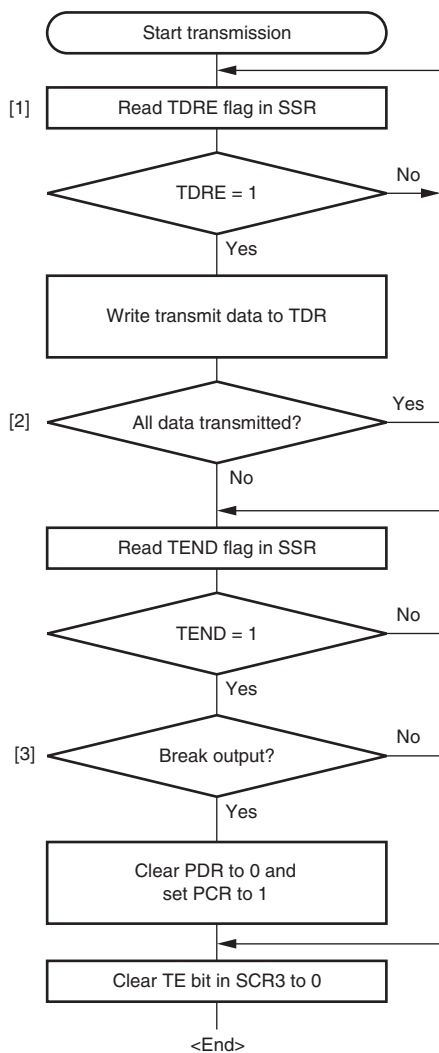 Start transmission
[1]
Read TDRE flag in SSR
No
TDRE = 1
Yes
Write transmit data to TDR
Yes
[2]
All data transmitted?
No
Read TEND flag in SSR
No
TEND = 1
Yes
No
[3]
Break output?
Yes
Clear PDR to 0 and
set PCR to 1
Clear TE bit in SCR3 to 0
<End>